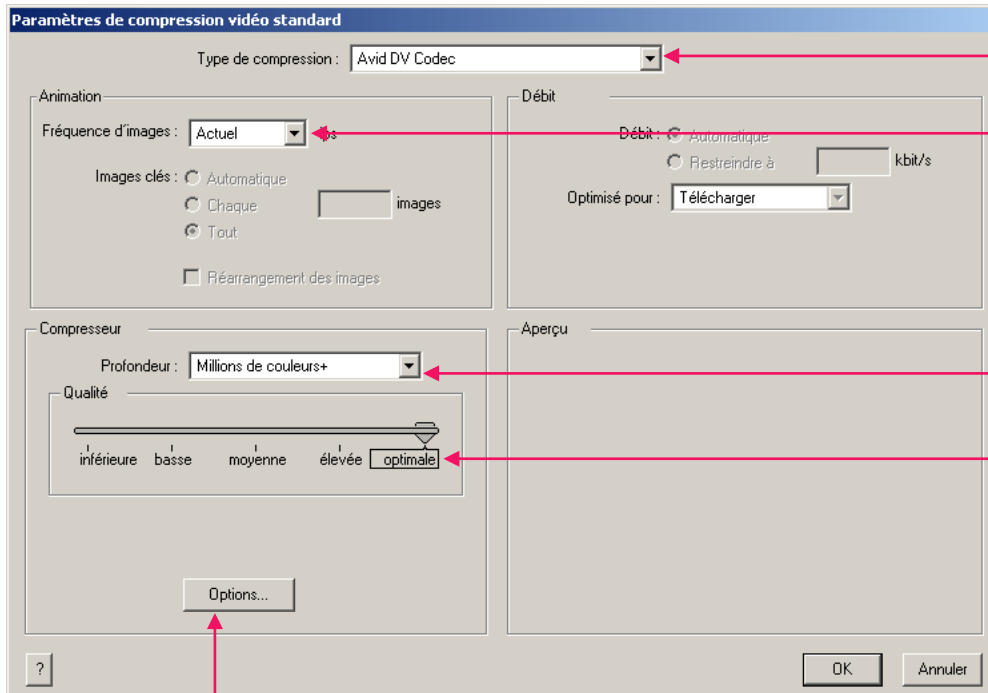 Paramètres de compression vidéo standard
Type de compression : Avid DV Codec
Animation
Fréquence d'images : Actuel ips
Images clés : Automatique
Chaque images
Tout
Réarrangement des images
Débit
Débit : Automatique
Restreindre à kbit/s
Optimisé pour : Télécharger
Compresseur
Profondeur : Millions de couleurs+
Qualité
inférieure basse moyenne élevée optimale
Options...
Aperçu
? OK Annuler